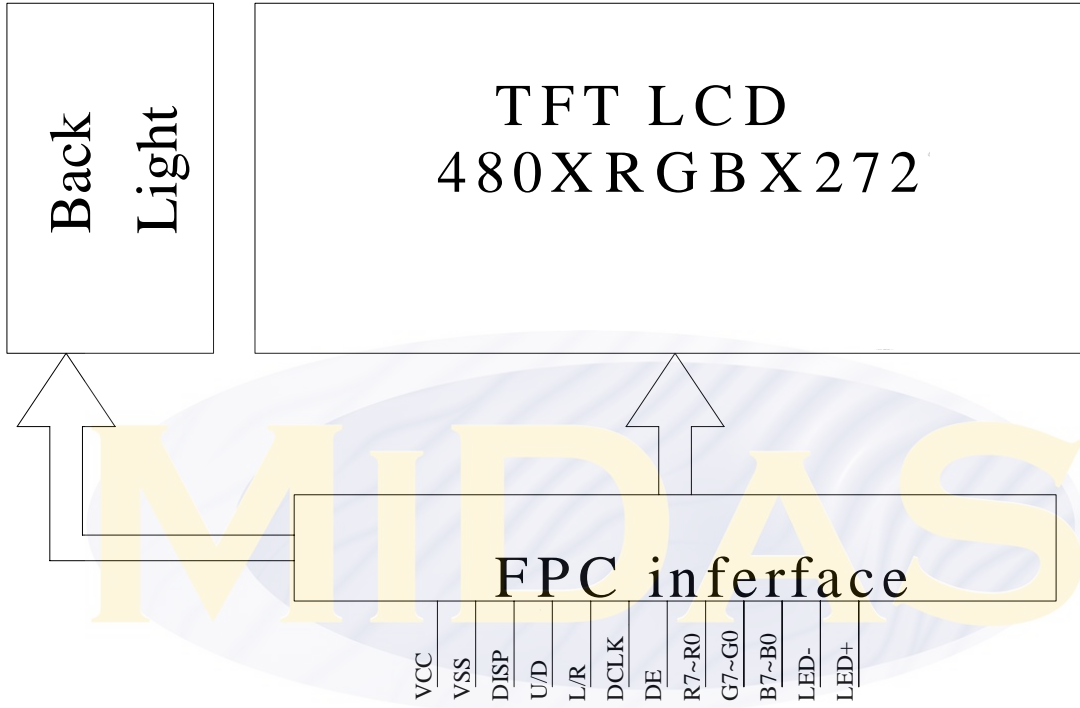 Back
Light
TFT LCD
480XRGBX272
FPC inferface
VCC
VSS
DISP
U/D
L/R
DCLK
DE
R7~R0
G7~G0
B7~B0
LED-
LED+
MIDAS